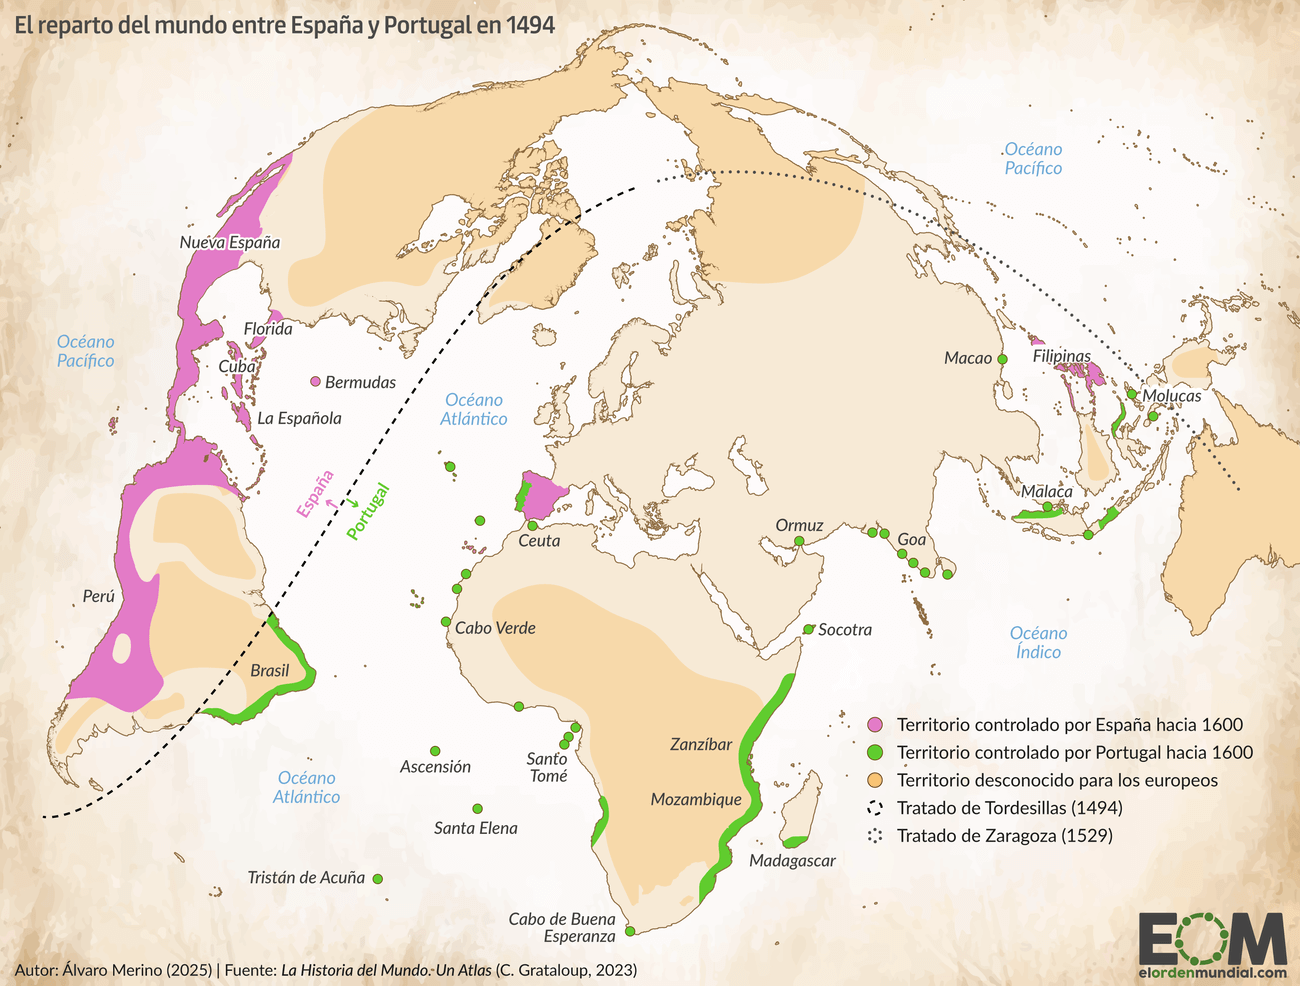 El reparto del mundo entre España y Portugal en 1494
Océano
Pacífico
Nueva España
Florida
Océano
Pacífico
Cuba
Bermudas
La Española
Océano
Atlántico
Macao
Filipinas
Molucas
España
Portugal
Malaca
Ormuz
Goa
Ceuta
Perú
Cabo Verde
Socotra
Océano
Índico
Brasil
Zanzíbar
Ascensión
Santo
Tomé
Océano
Atlántico
Mozambique
Santa Elena
Madagascar
Tristán de Acuña
Cabo de Buena
Esperanza
Territorio controlado por España hacia 1600
Territorio controlado por Portugal hacia 1600
Territorio desconocido para los europeos
Tratado de Tordesillas (1494)
Tratado de Zaragoza (1529)
Autor: Álvaro Merino (2025) | Fuente: La Historia del Mundo. Un Atlas (C. Grataloup, 2023)
EOM
elordenmundial.com